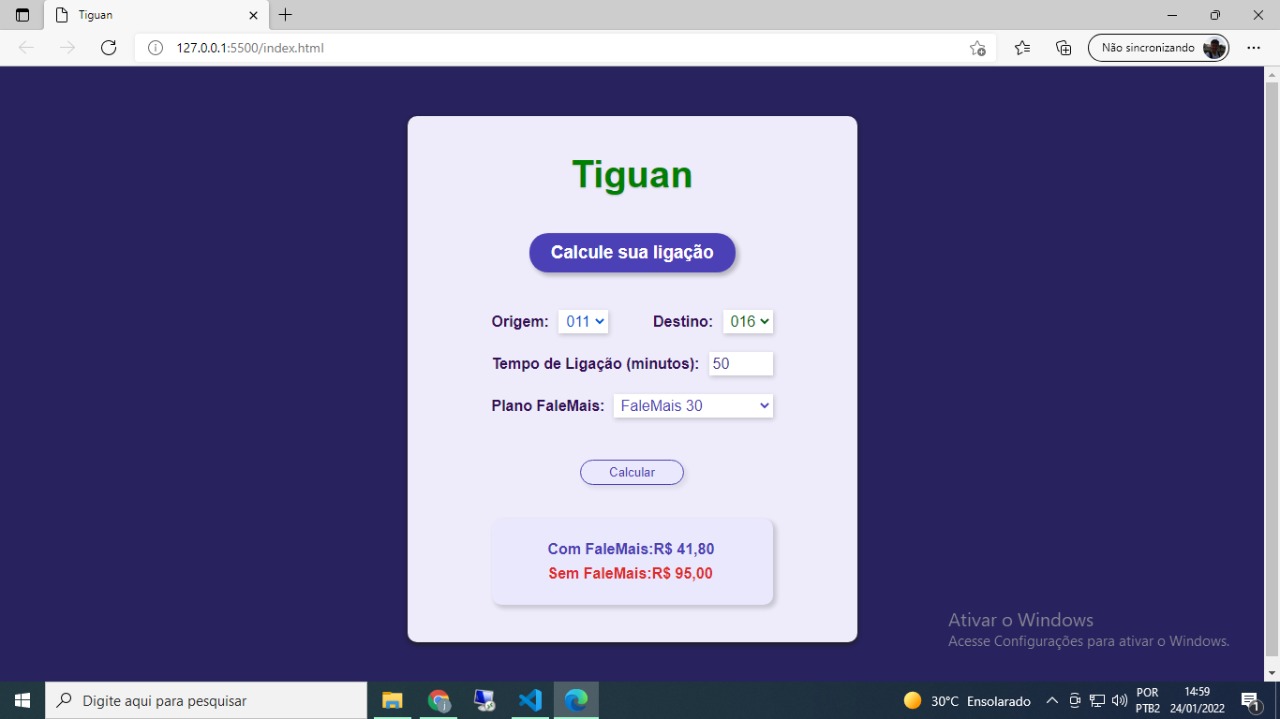 Tiguan
127.0.0.1:5500/index.html
Não sincronizando
Tiguan
Calcule sua ligação
Origem: 011 Destino: 016
Tempo de Ligação (minutos): 50
Plano FaleMais: FaleMais 30
Calcular
Com FaleMais:R$ 41,80
Sem FaleMais:R$ 95,00
Ativar o Windows
Acesse Configurações para ativar o Windows.
Digite aqui para pesquisar
30°C Ensolarado
POR
PTB2
14:59
24/01/2022
1